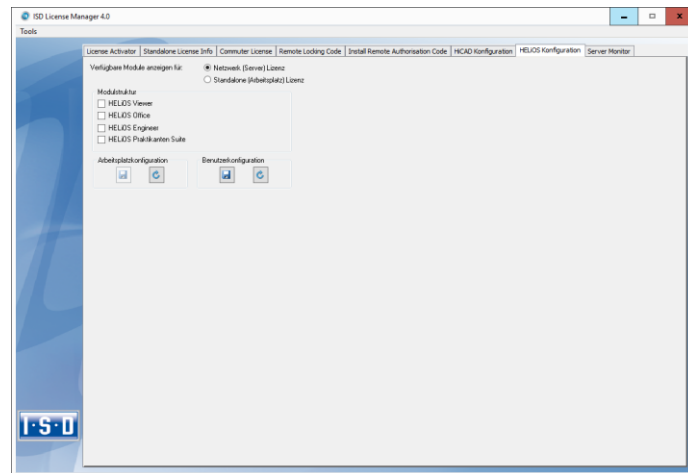 ISD License Manager 4.0
Tools
License Activator Standalone License Info Commuter License Remote Locking Code Install Remote Authorisation Code HiCAD Konfiguration HELiOS Konfiguration Server Monitor
Verfügbare Module anzeigen für: Netzwerk (Server) Lizenz
Standalone (Arbeitsplatz) Lizenz
Modulstruktur
HELiOS Viewer
HELiOS Office
HELiOS Engineer
HELiOS Praktikanten Suite
Arbeitsplatzkonfiguration Benutzerkonfiguration
I·S·D